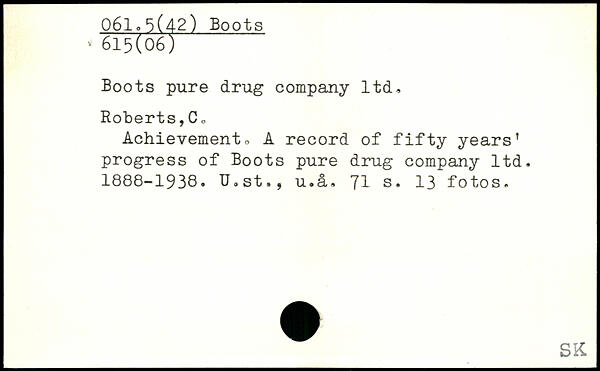 061.5(42) Boots
615(06)
Boots pure drug company ltd.
Roberts,C.
Achievement. A record of fifty years'
progress of Boots pure drug company ltd.
1888-1938. U.st., u.å. 71 s. 13 fotos.
SK